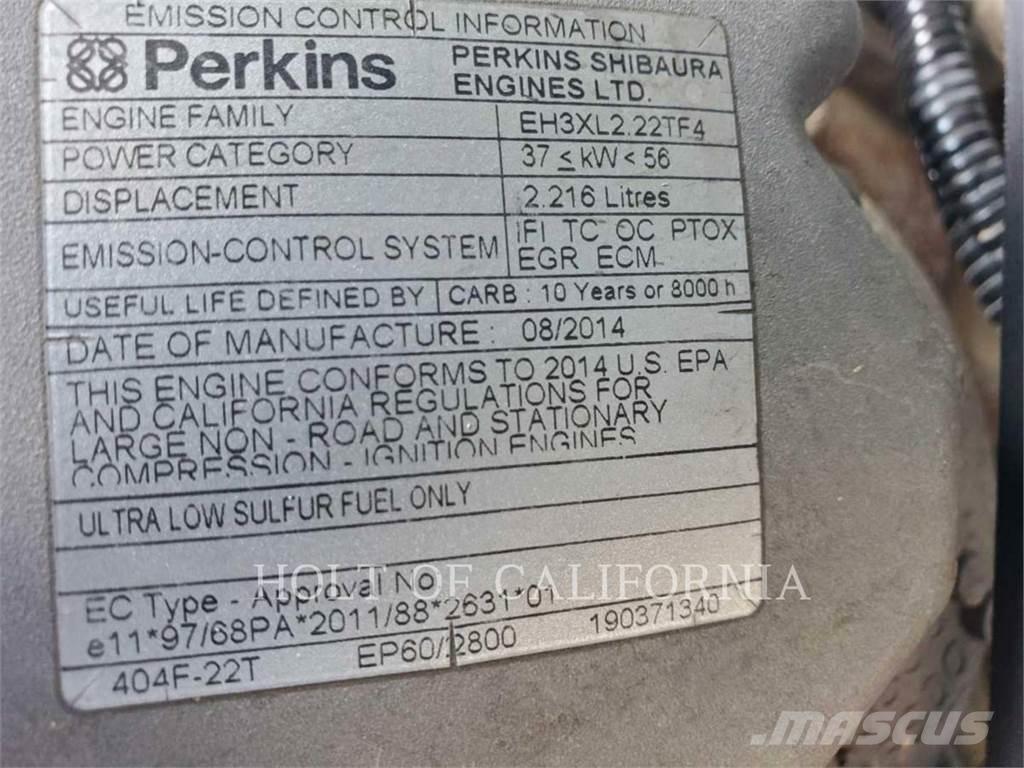 EMISSION CONTROL INFORMATION
Perkins
PERKINS SHIBAURA
ENGINES LTD.
ENGINE FAMILY EH3XL2.22TF4
POWER CATEGORY 37 ≤ kW < 56
DISPLACEMENT 2.216 Litres
EMISSION-CONTROL SYSTEM IFI TC OC PTOX
EGR ECM
USEFUL LIFE DEFINED BY CARB : 10 Years or 8000 h
DATE OF MANUFACTURE : 08/2014
THIS ENGINE CONFORMS TO 2014 U.S. EPA
AND CALIFORNIA REGULATIONS FOR
LARGE NON - ROAD AND STATIONARY
COMPRESSION - IGNITION ENGINES
ULTRA LOW SULFUR FUEL ONLY
HOLT OF CALIFORNIA
EC Type - Approval No
e11*97/68PA*2011/88*2631*01
404F-22T EP60/2800 190371340
MASCUS